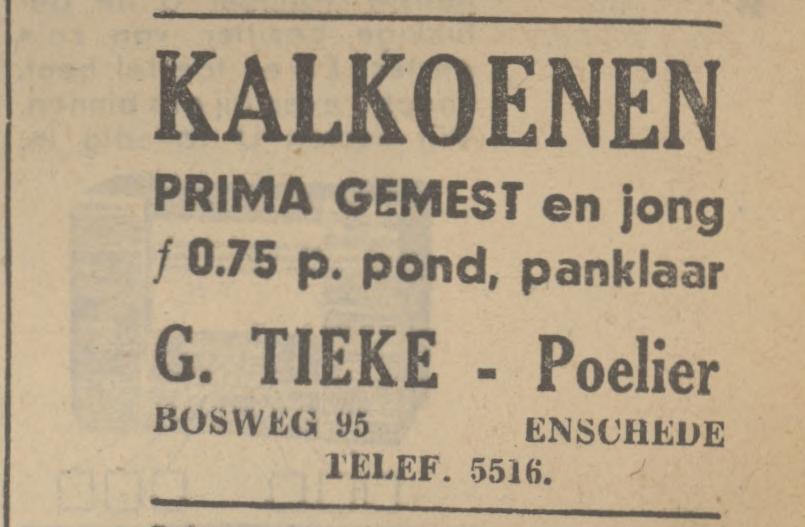 KALKOENEN
PRIMA GEMEST en jong
ƒ 0.75 p. pond, panklaar
G. TIEKE - Poelier
BOSWEG 95 ENSCHEDE
TELEF. 5516.